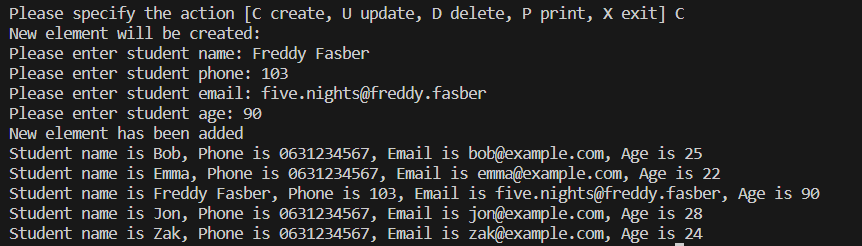 Please specify the action [C create, U update, D delete, P print, X exit] C
New element will be created:
Please enter student name: Freddy Fasber
Please enter student phone: 103
Please enter student email: five.nights@freddy.fasber
Please enter student age: 90
New element has been added
Student name is Bob, Phone is 0631234567, Email is bob@example.com, Age is 25
Student name is Emma, Phone is 0631234567, Email is emma@example.com, Age is 22
Student name is Freddy Fasber, Phone is 103, Email is five.nights@freddy.fasber, Age is 90
Student name is Jon, Phone is 0631234567, Email is jon@example.com, Age is 28
Student name is Zak, Phone is 0631234567, Email is zak@example.com, Age is 24